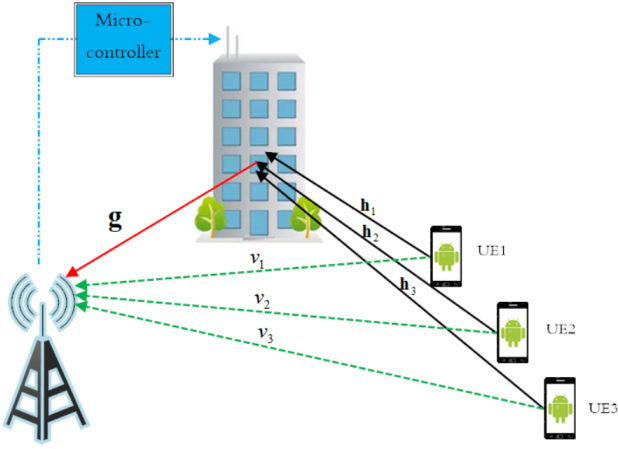 Micro-
controller
h₁
g
h₂
UE1
v₁
h₃
v₂
UE2
v₃
UE3